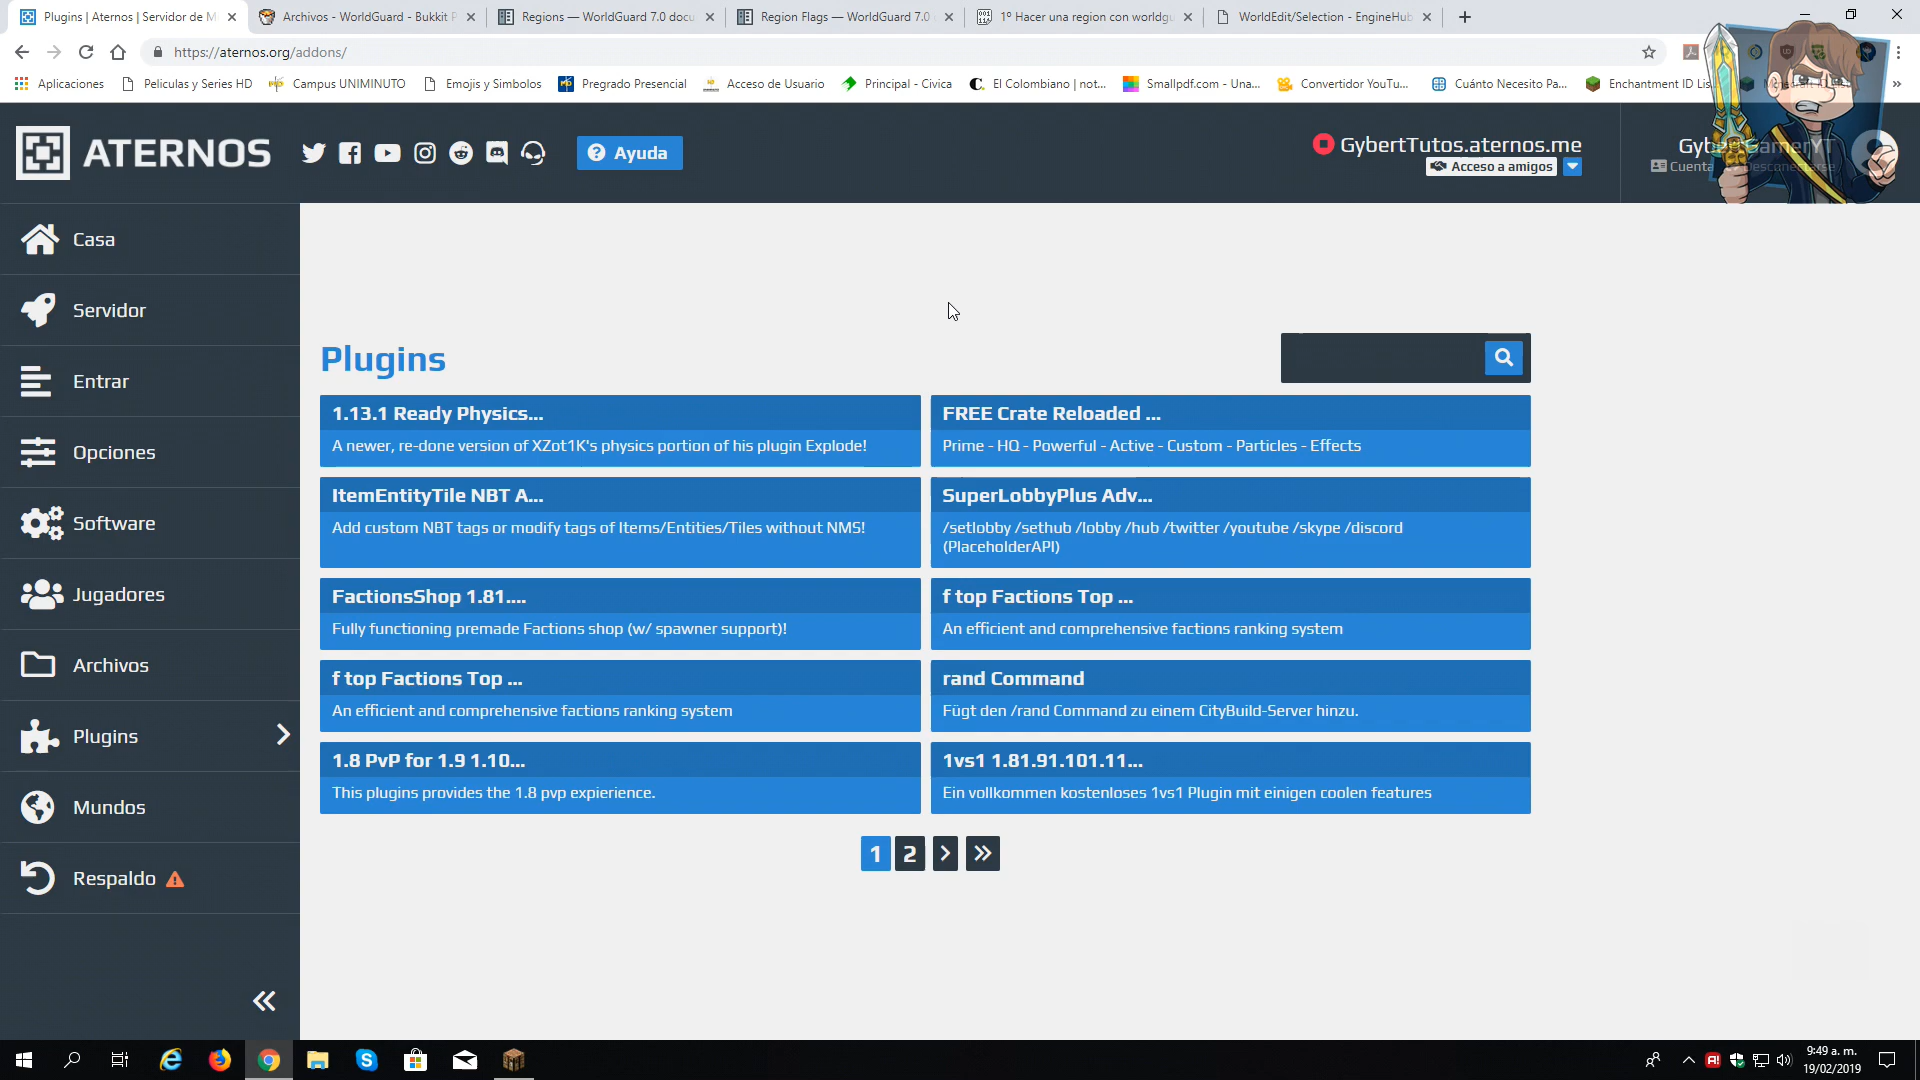 Plugins | Aternos | Servidor de M
Archivos - WorldGuard - Bukkit P
Regions — WorldGuard 7.0 docu
Region Flags — WorldGuard 7.0
1º Hacer una region con worldgu
WorldEdit/Selection - EngineHub
https://aternos.org/addons/
Aplicaciones
Peliculas y Series HD
Campus UNIMINUTO
Emojis y Simbolos
Pregrado Presencial
Acceso de Usuario
Principal - Civica
El Colombiano | not...
Smallpdf.com - Una...
Convertidor YouTu...
Cuánto Necesito Pa...
Enchantment ID Lis
ATERNOS
Ayuda
GybertTutos.aternos.me
Acceso a amigos
Cuenta
Casa
Servidor
Entrar
Opciones
Software
Jugadores
Archivos
Plugins
Mundos
Respaldo
Plugins
1.13.1 Ready Physics...
A newer, re-done version of XZot1K's physics portion of his plugin Explode!
FREE Crate Reloaded ...
Prime - HQ - Powerful - Active - Custom - Particles - Effects
ItemEntityTile NBT A...
Add custom NBT tags or modify tags of Items/Entities/Tiles without NMS!
SuperLobbyPlus Adv...
/setlobby /sethub /lobby /hub /twitter /youtube /skype /discord
(PlaceholderAPI)
FactionsShop 1.81....
Fully functioning premade Factions shop (w/ spawner support)!
f top Factions Top ...
An efficient and comprehensive factions ranking system
f top Factions Top ...
An efficient and comprehensive factions ranking system
rand Command
Fügt den /rand Command zu einem CityBuild-Server hinzu.
1.8 PvP for 1.9 1.10...
This plugins provides the 1.8 pvp expierience.
1vs1 1.81.91.101.11...
Ein vollkommen kostenloses 1vs1 Plugin mit einigen coolen features
1 2
9:49 a. m.
19/02/2019